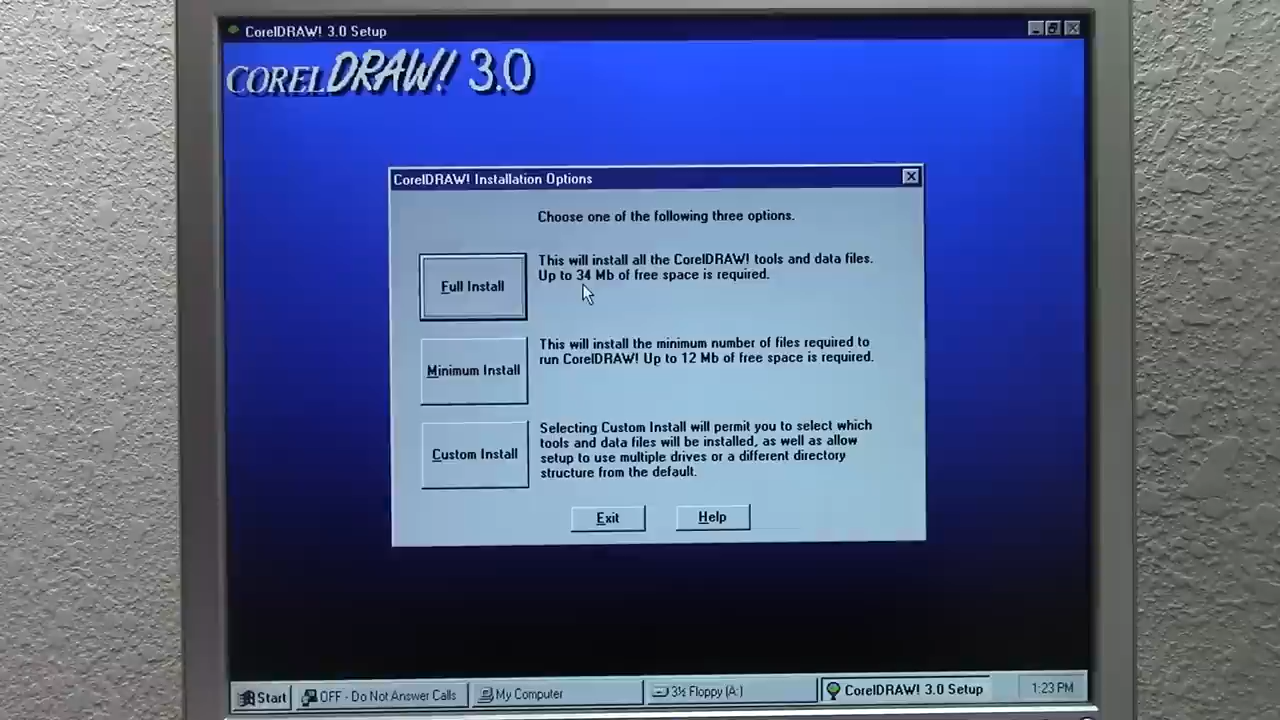 CorelDRAW! 3.0 Setup
COREL DRAW! 3.0
CorelDRAW! Installation Options
Choose one of the following three options.
Full Install
This will install all the CorelDRAW! tools and data files.
Up to 34 Mb of free space is required.
Minimum Install
This will install the minimum number of files required to
run CorelDRAW! Up to 12 Mb of free space is required.
Custom Install
Selecting Custom Install will permit you to select which
tools and data files will be installed, as well as allow
setup to use multiple drives or a different directory
structure from the default.
Exit
Help
Start
OFF - Do Not Answer Calls
My Computer
3½ Floppy (A:)
CorelDRAW! 3.0 Setup
1:23 PM